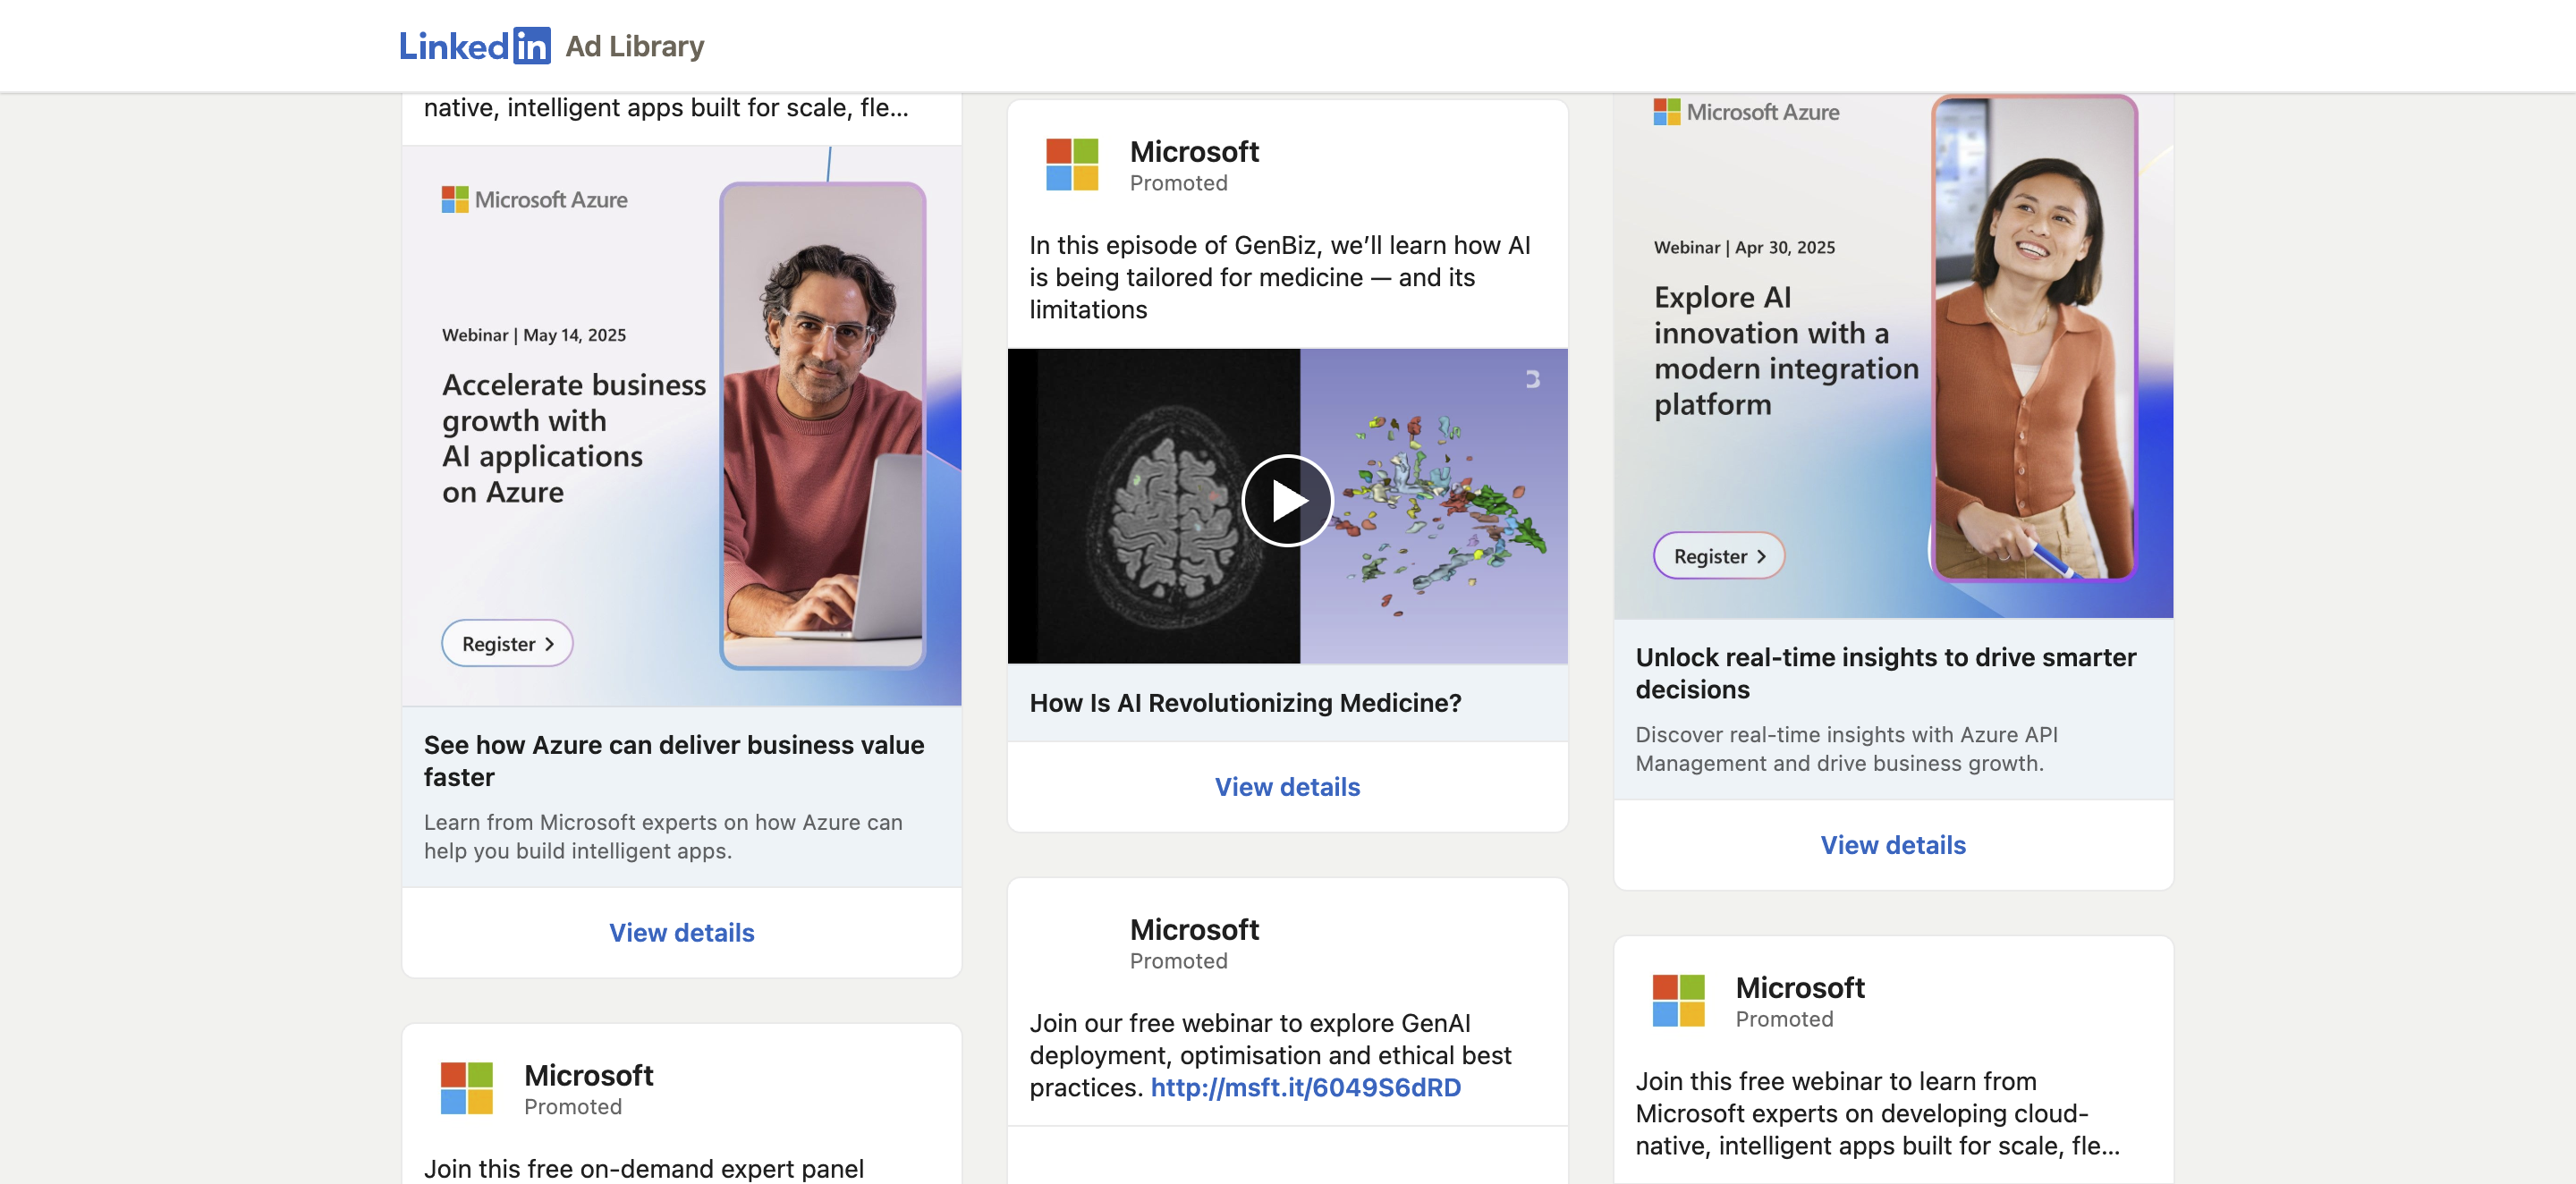 Linkedin Ad Library
native, intelligent apps built for scale, fle...
Microsoft Azure
Webinar | May 14, 2025
Accelerate business
growth with
AI applications
on Azure
Register >
See how Azure can deliver business value
faster
Learn from Microsoft experts on how Azure can
help you build intelligent apps.
View details
Microsoft
Promoted
Join this free on-demand expert panel
Microsoft
Promoted
In this episode of GenBiz, we’ll learn how AI
is being tailored for medicine — and its
limitations
How Is AI Revolutionizing Medicine?
View details
Microsoft
Promoted
Join our free webinar to explore GenAI
deployment, optimisation and ethical best
practices. http://msft.it/6049S6dRD
Microsoft Azure
Webinar | Apr 30, 2025
Explore AI
innovation with a
modern integration
platform
Register >
Unlock real-time insights to drive smarter
decisions
Discover real-time insights with Azure API
Management and drive business growth.
View details
Microsoft
Promoted
Join this free webinar to learn from
Microsoft experts on developing cloud-
native, intelligent apps built for scale, fle...